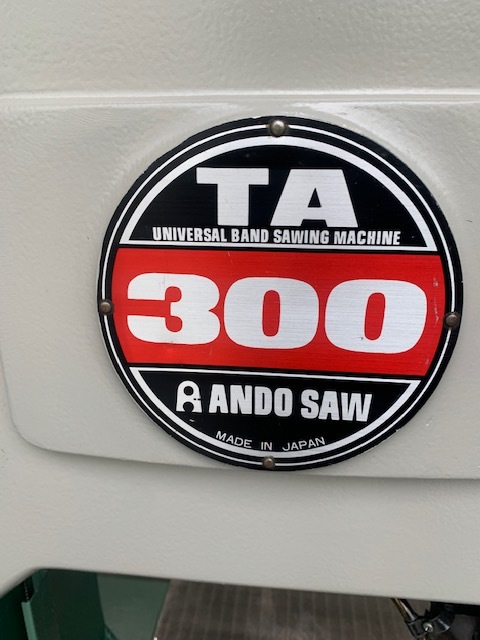 TA
UNIVERSAL BAND SAWING MACHINE
300
ANDO SAW
MADE IN JAPAN